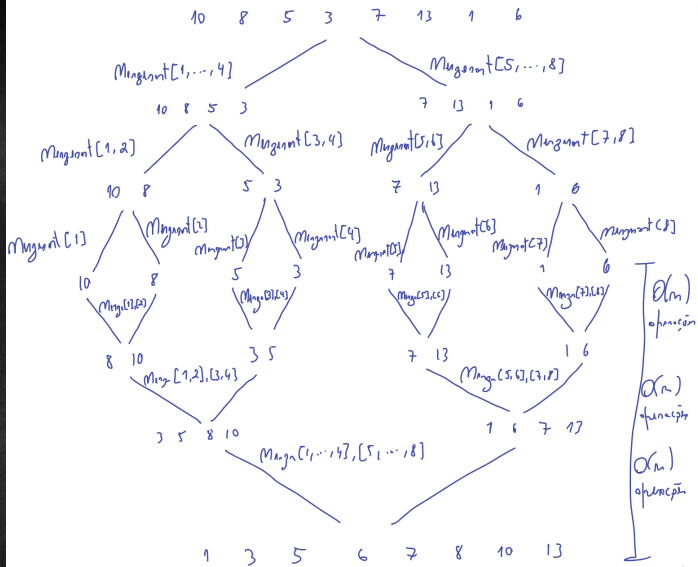 10 8 5 3 7 13 1 6
Mergesort[1,...,4] Mergesort[5,...,8]
10 8 5 3 7 13 1 6
Mergesort[1,2] Mergesort[3,4] Mergesort[5,6] Mergesort[7,8]
10 8 5 3 7 13 1 6
Mergesort[1] Mergesort[2] Mergesort[3] Mergesort[4] Mergesort[5] Mergesort[6] Mergesort[7] Mergesort[8]
10 8 5 3 7 13 1 6
Merge[1],[2] Merge[3],[4] Merge[5],[6] Merge[7],[8] O(n)
operações
8 10 3 5 7 13 1 6
Merge[1,2],[3,4] Merge[5,6],[7,8] O(n)
operações
3 5 8 10 1 6 7 13
Merge[1,...,4],[5,...,8] O(n)
operações
1 3 5 6 7 8 10 13